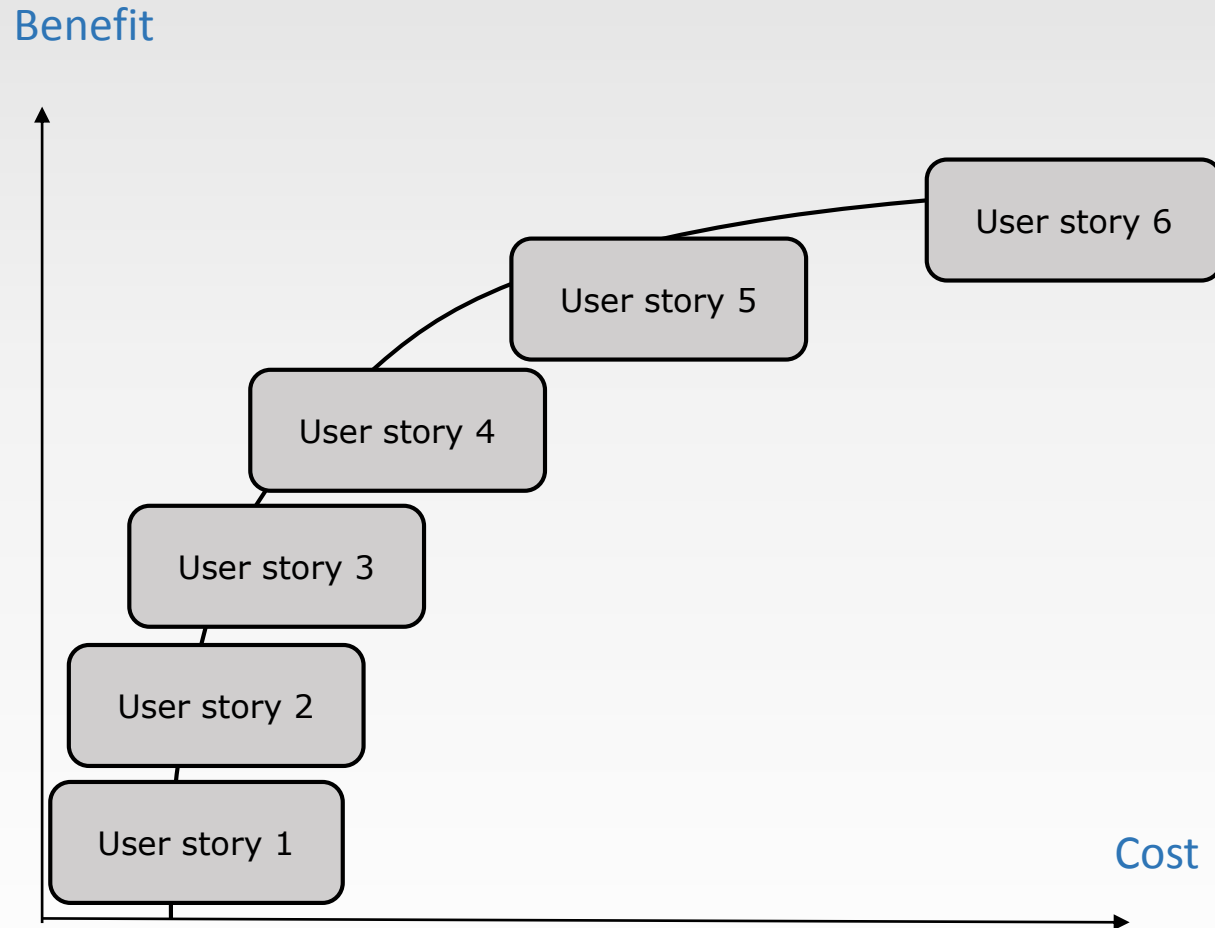 Benefit
User story 6
User story 5
User story 4
User story 3
User story 2
User story 1
Cost